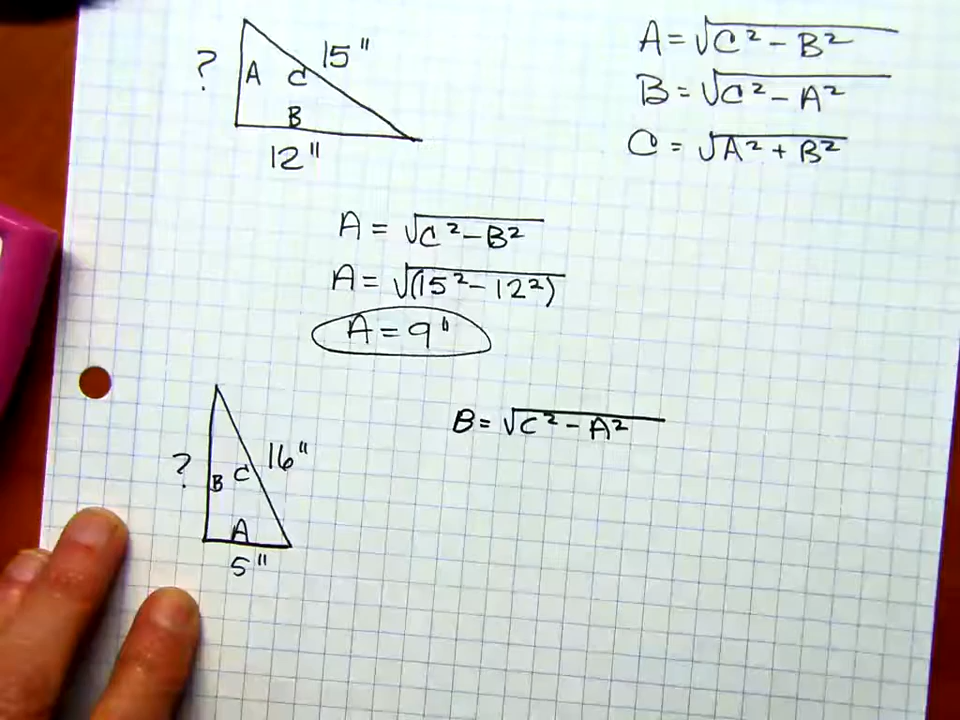 ? A C 15"
B
12"
A = √C² - B²
B = √C² - A²
C = √A² + B²
A = √C² - B²
A = √(15² - 12²)
A = 9"
? B C 16"
A
5"
B = √C² - A²